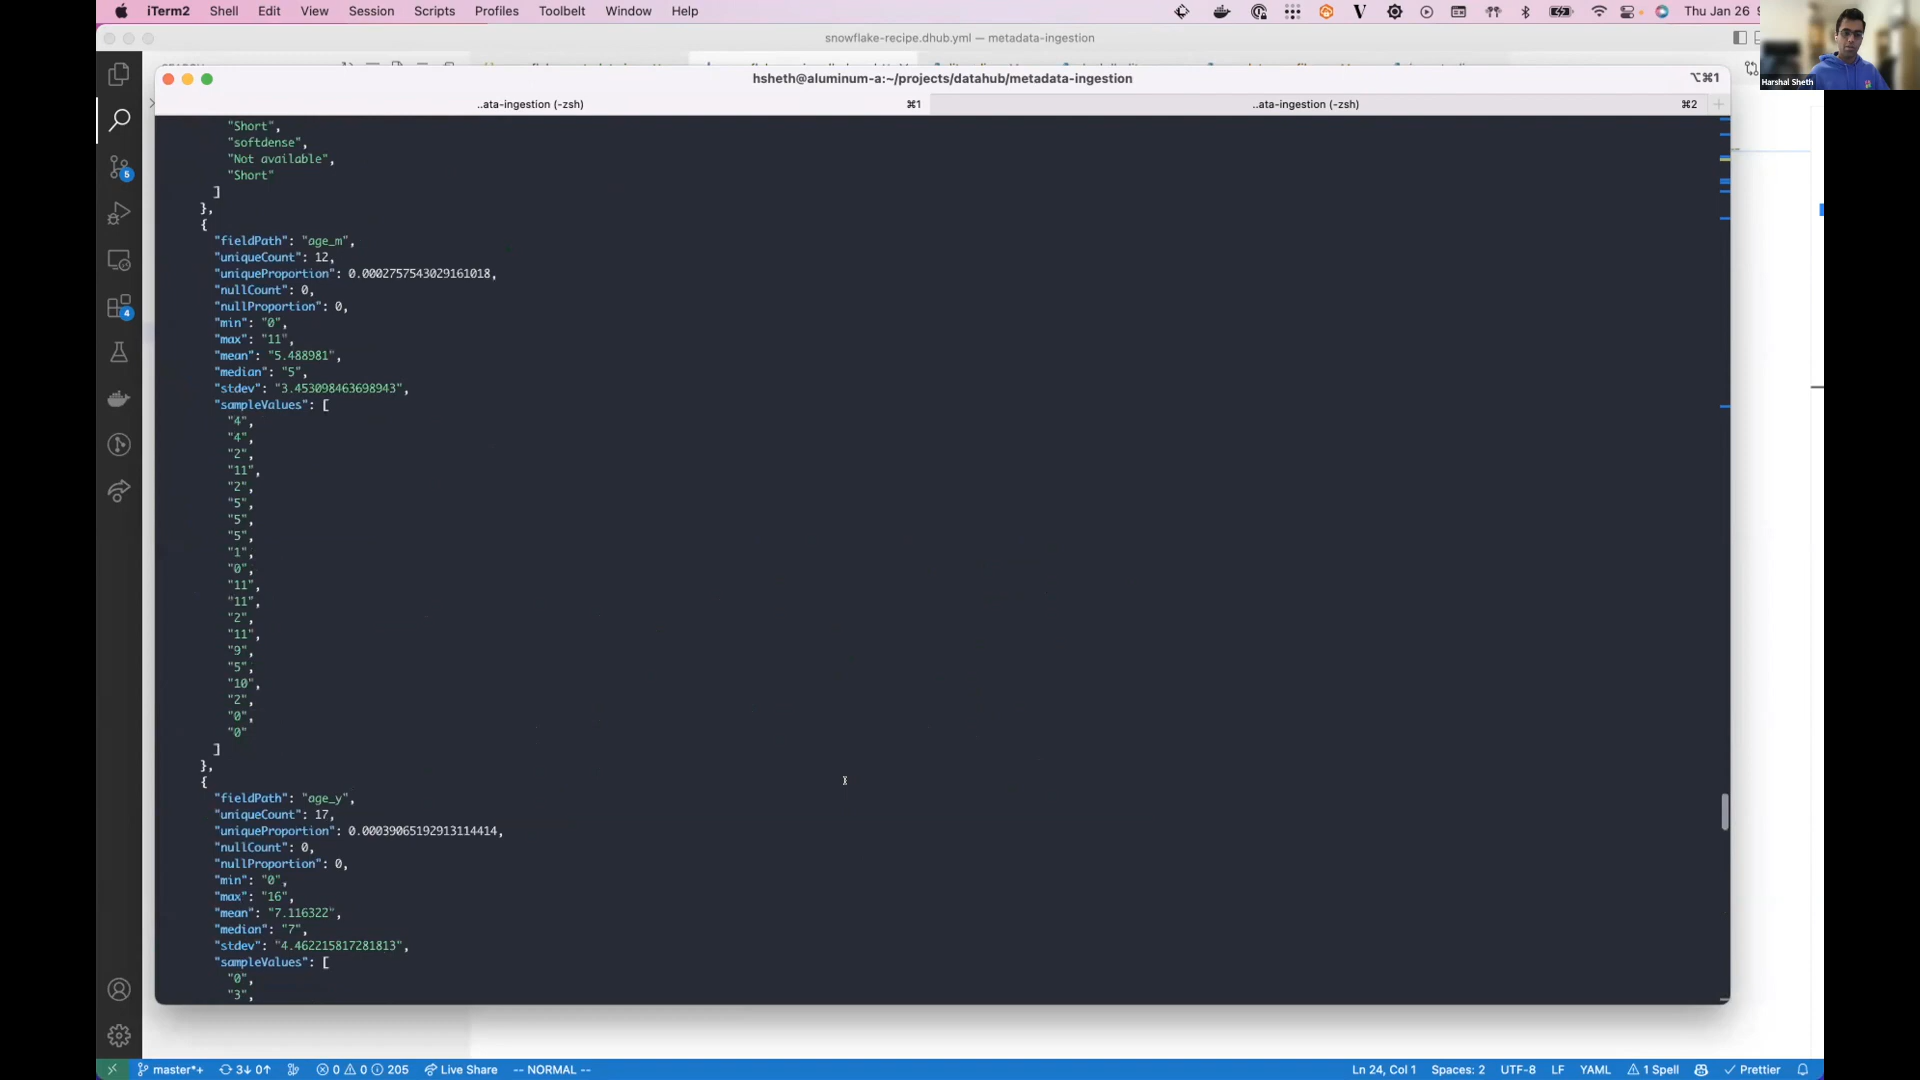 iTerm2 Shell Edit View Session Scripts Profiles Toolbelt Window Help
Thu Jan 26
snowflake-recipe.dhub.yml — metadata-ingestion
Harshal Sheth
hsheth@aluminum-a:~/projects/datahub/metadata-ingestion ⌥⌘1
..ata-ingestion (-zsh) ⌘1 ..ata-ingestion (-zsh) ⌘2 +
"Short",
"softdense",
"Not available",
"Short"
]
},
{
"fieldPath": "age_m",
"uniqueCount": 12,
"uniqueProportion": 0.0002757543029161018,
"nullCount": 0,
"nullProportion": 0,
"min": "0",
"max": "11",
"mean": "5.488981",
"median": "5",
"stdev": "3.453098463698943",
"sampleValues": [
"4",
"4",
"2",
"11",
"2",
"5",
"5",
"5",
"1",
"0",
"11",
"11",
"2",
"11",
"9",
"5",
"10",
"2",
"0",
"0"
]
},
{
"fieldPath": "age_y",
"uniqueCount": 17,
"uniqueProportion": 0.00039065192913114414,
"nullCount": 0,
"nullProportion": 0,
"min": "0",
"max": "16",
"mean": "7.116322",
"median": "7",
"stdev": "4.462215817281813",
"sampleValues": [
"0",
"3",
5
4
master*+ 3↓ 0↑ 0 0 205 Live Share -- NORMAL -- Ln 24, Col 1 Spaces: 2 UTF-8 LF YAML 1 Spell Prettier